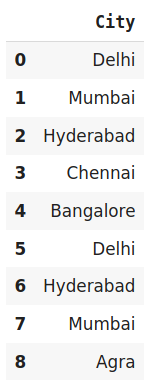 City
0 Delhi
1 Mumbai
2 Hyderabad
3 Chennai
4 Bangalore
5 Delhi
6 Hyderabad
7 Mumbai
8 Agra